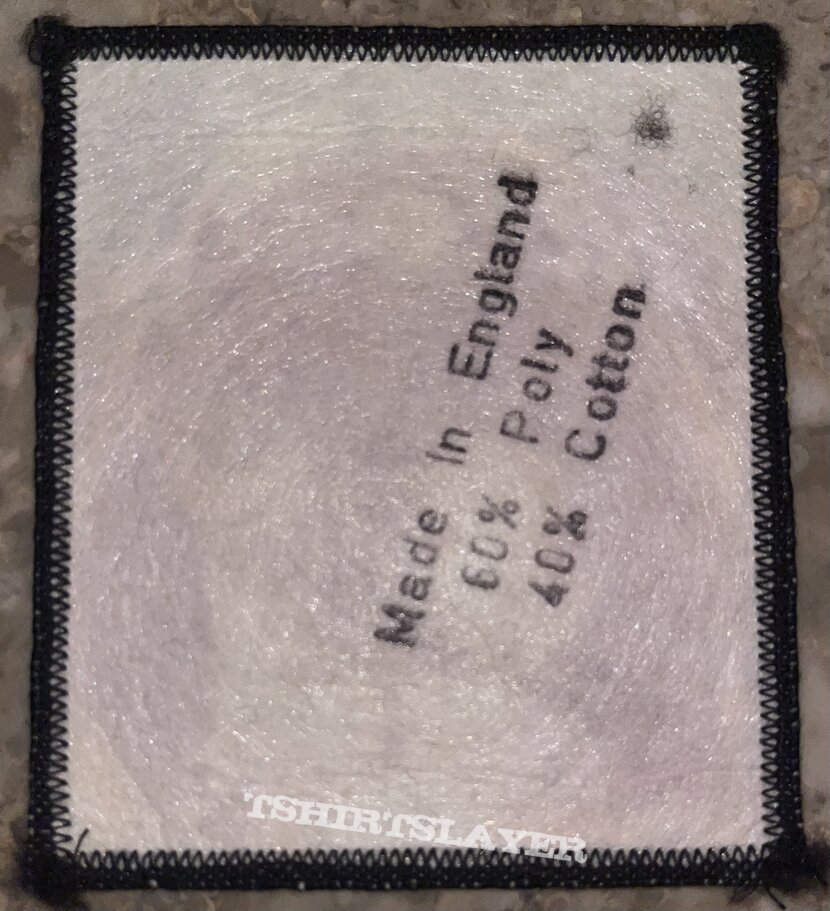 Made In England
60% Poly
40% Cotton
TSHIRTSLAYER